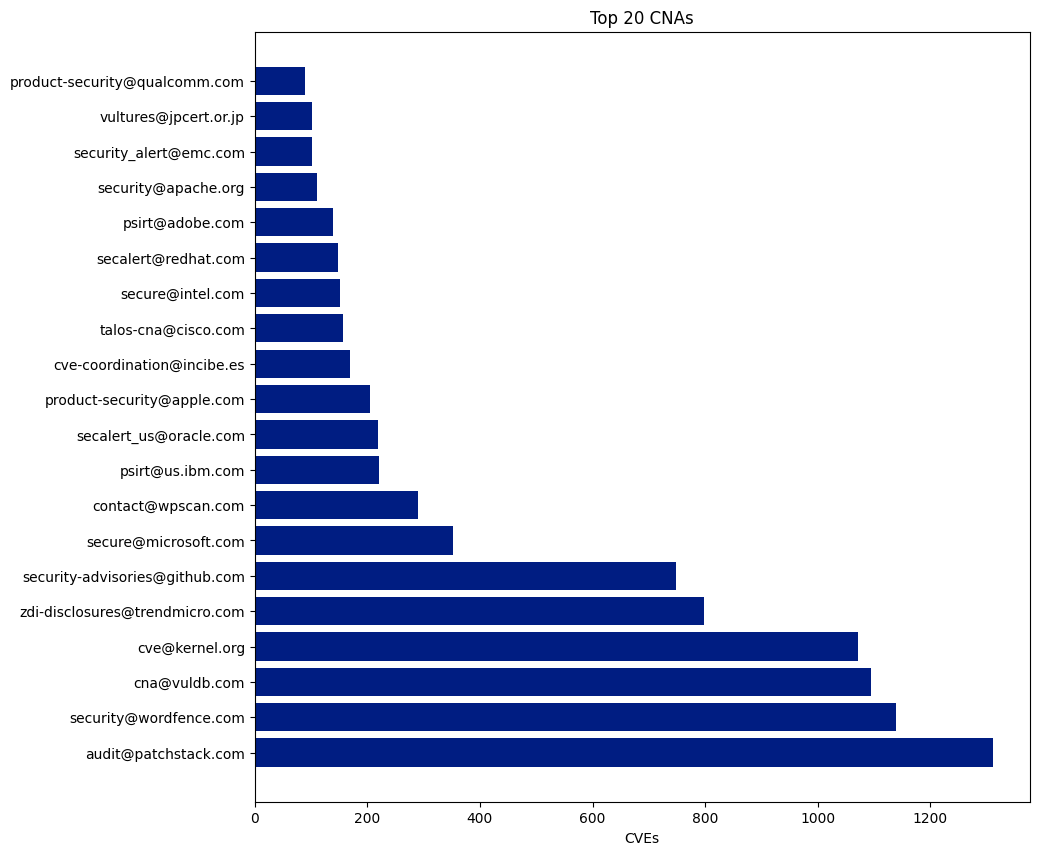 Top 20 CNAs
product-security@qualcomm.com
vultures@jpcert.or.jp
security_alert@emc.com
security@apache.org
psirt@adobe.com
secalert@redhat.com
secure@intel.com
talos-cna@cisco.com
cve-coordination@incibe.es
product-security@apple.com
secalert_us@oracle.com
psirt@us.ibm.com
contact@wpscan.com
secure@microsoft.com
security-advisories@github.com
zdi-disclosures@trendmicro.com
cve@kernel.org
cna@vuldb.com
security@wordfence.com
audit@patchstack.com
0 200 400 600 800 1000 1200
CVEs